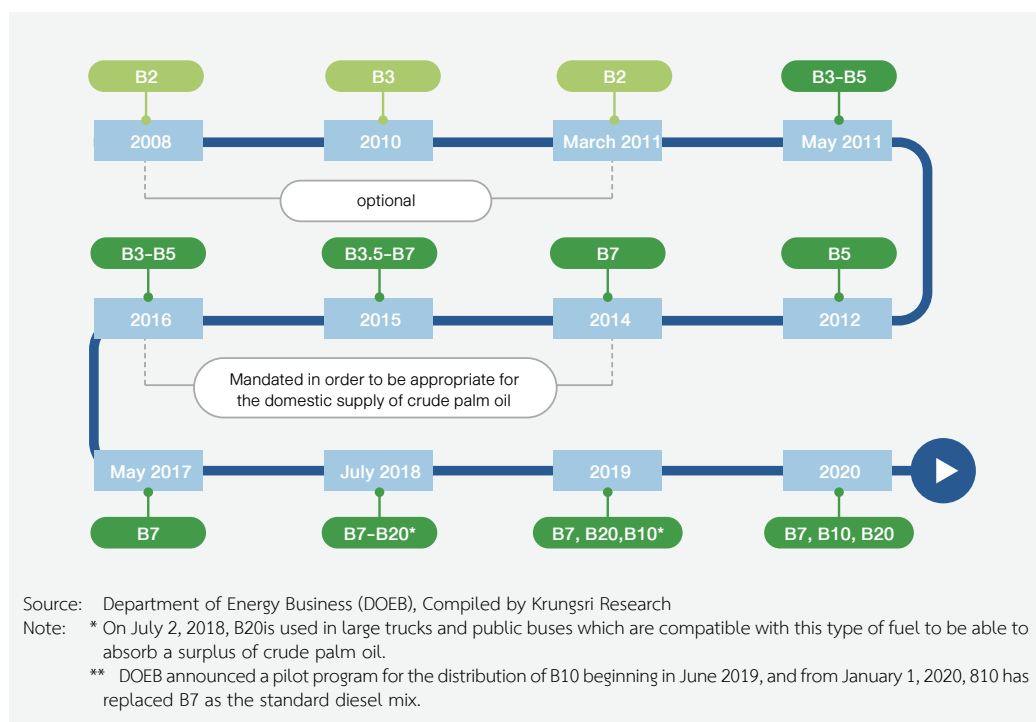 B2
B3
B2
B3-B5
2008
2010
March 2011
May 2011
optional
B3-B5
B3.5-B7
B7
B5
2016
2015
2014
2012
Mandated in order to be appropriate for
the domestic supply of crude palm oil
May 2017
July 2018
2019
2020
B7
B7-B20*
B7, B20,B10*
B7, B10, B20
Source: Department of Energy Business (DOEB), Compiled by Krungsri Research
Note: * On July 2, 2018, B20is used in large trucks and public buses which are compatible with this type of fuel to be able to
absorb a surplus of crude palm oil.
** DOEB announced a pilot program for the distribution of B10 beginning in June 2019, and from January 1, 2020, 810 has
replaced B7 as the standard diesel mix.